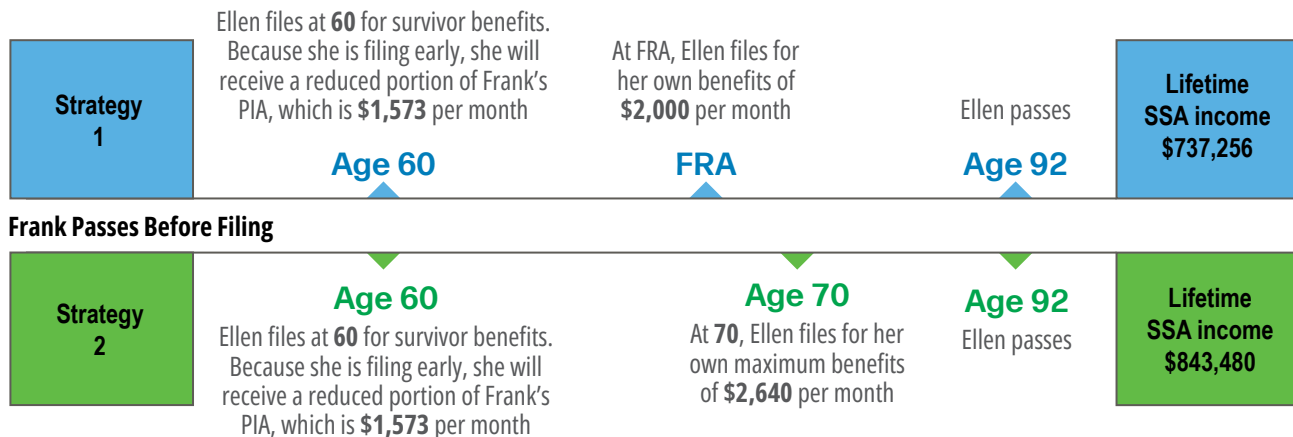 Strategy
1
Ellen files at 60 for survivor benefits.
Because she is filing early, she will
receive a reduced portion of Frank's
PIA, which is $1,573 per month
Age 60
At FRA, Ellen files for
her own benefits of
$2,000 per month
FRA
Ellen passes
Age 92
Lifetime
SSA income
$737,256
Frank Passes Before Filing
Strategy
2
Age 60
Ellen files at 60 for survivor benefits.
Because she is filing early, she will
receive a reduced portion of Frank's
PIA, which is $1,573 per month
Age 70
At 70, Ellen files for her
own maximum benefits
of $2,640 per month
Age 92
Ellen passes
Lifetime
SSA income
$843,480